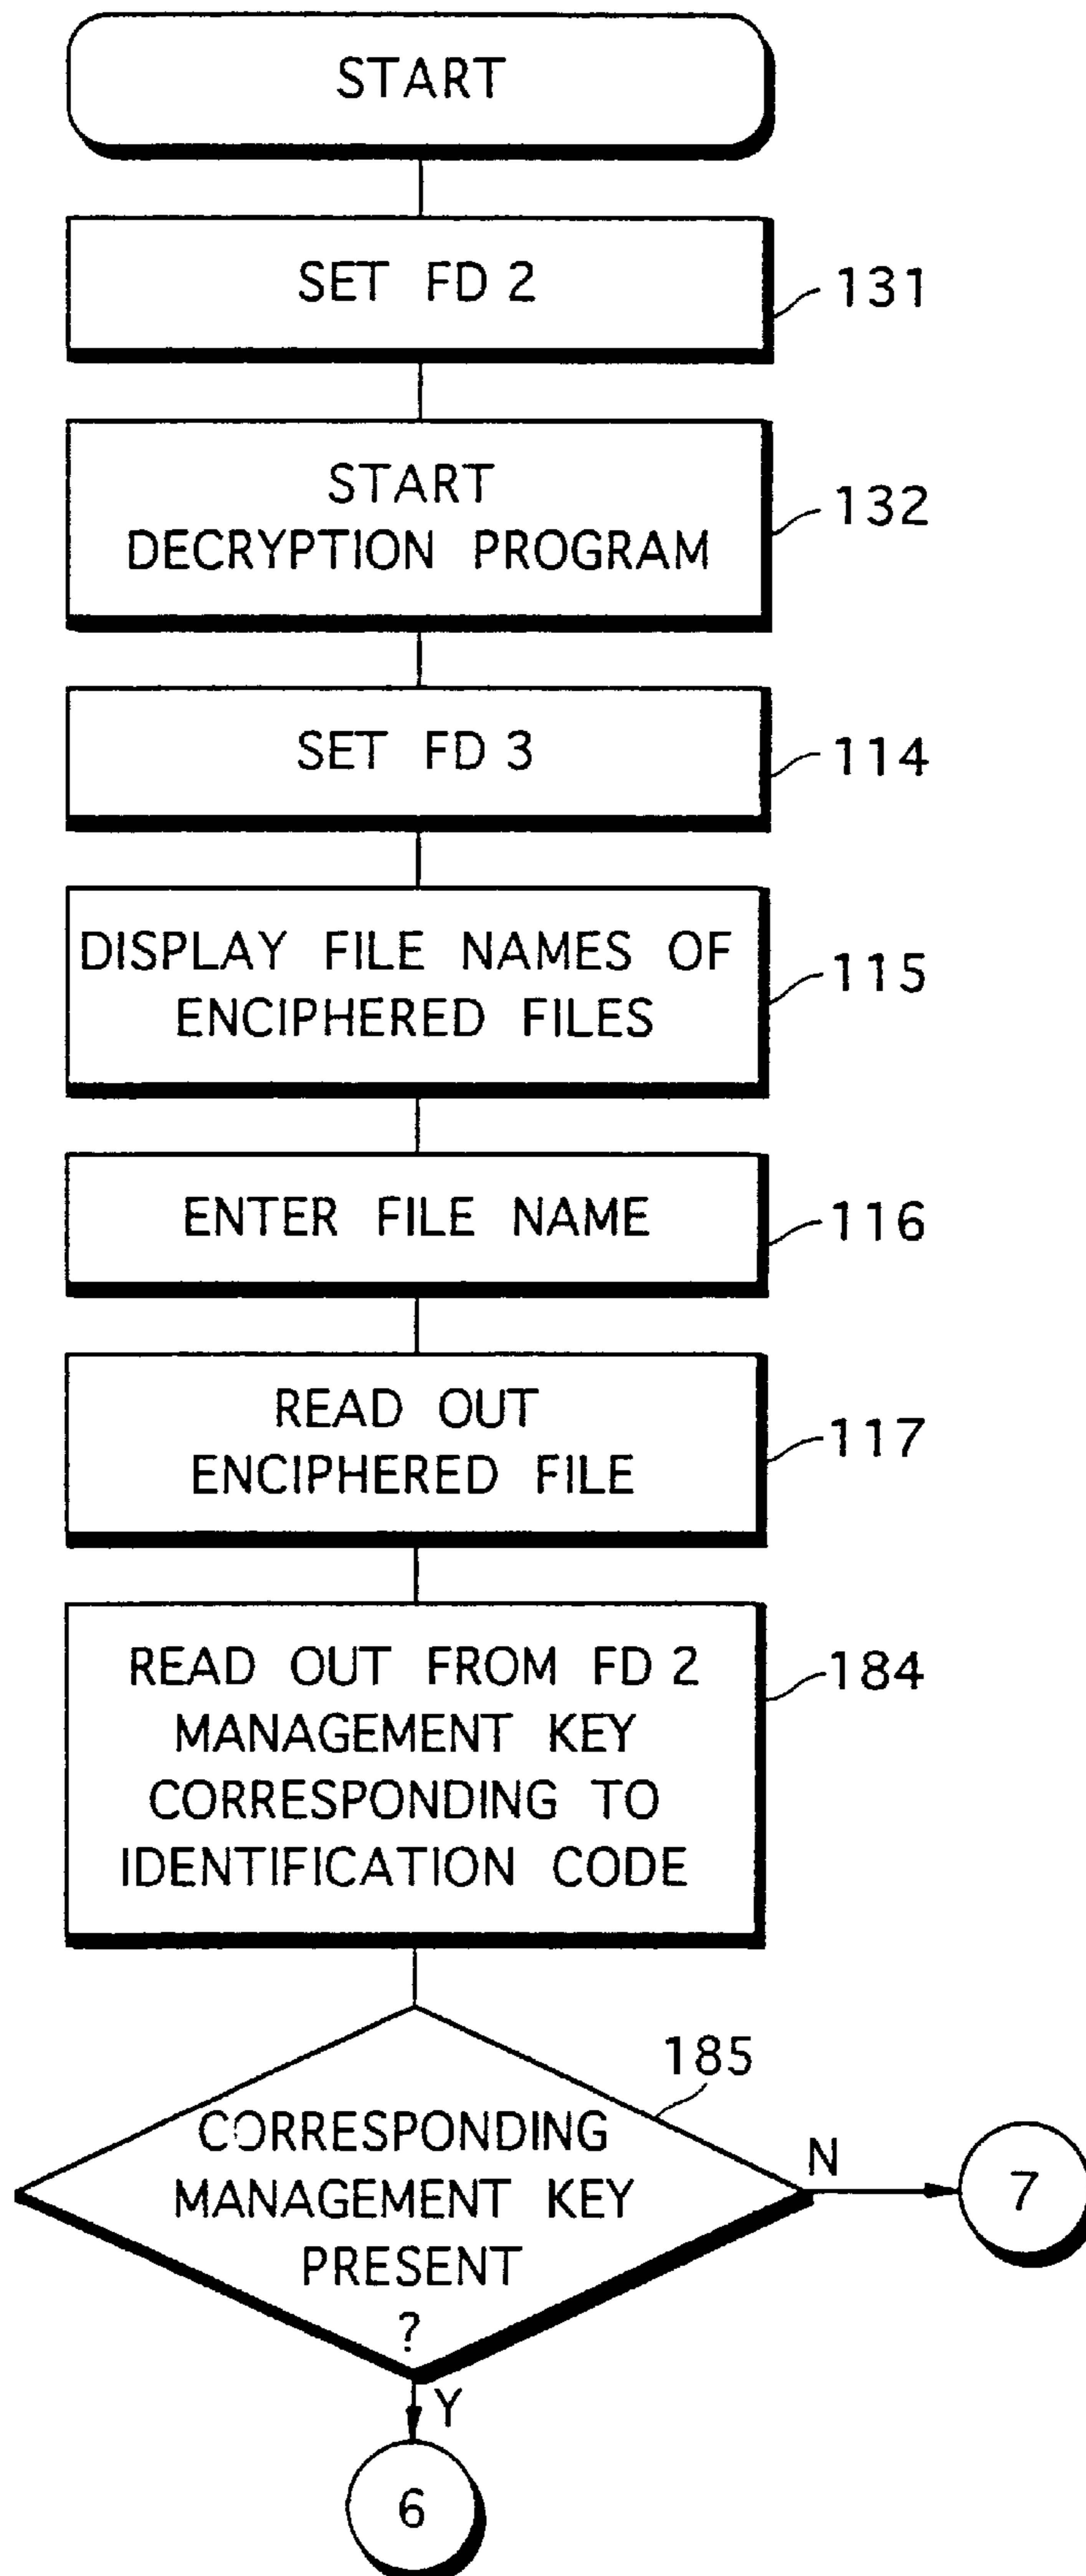 START
SET FD 2
131
START
DECRYPTION PROGRAM
132
SET FD 3
114
DISPLAY FILE NAMES OF
ENCIPHERED FILES
115
ENTER FILE NAME
116
READ OUT
ENCIPHERED FILE
117
READ OUT FROM FD 2
MANAGEMENT KEY
CORRESPONDING TO
IDENTIFICATION CODE
184
185
CORRESPONDING
MANAGEMENT KEY
PRESENT
?
N
7
Y
6